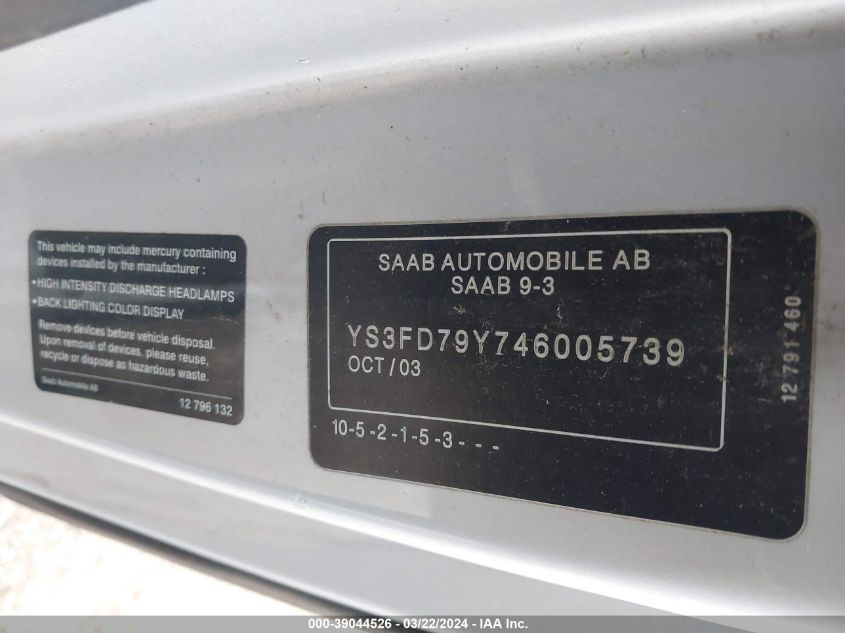 This vehicle may include mercury containing
devices installed by the manufacturer :
• HIGH INTENSITY DISCHARGE HEADLAMPS
• BACK LIGHTING COLOR DISPLAY
Remove devices before vehicle disposal.
Upon removal of devices, please reuse,
recycle or dispose as hazardous waste.
Saab Automobile AB
12 796 132
SAAB AUTOMOBILE AB
SAAB 9-3
YS3FD79Y746005739
OCT/03
10-5-2-1-5-3- - -
12 791 460
000-39044526 - 03/22/2024 - © IAA Inc.